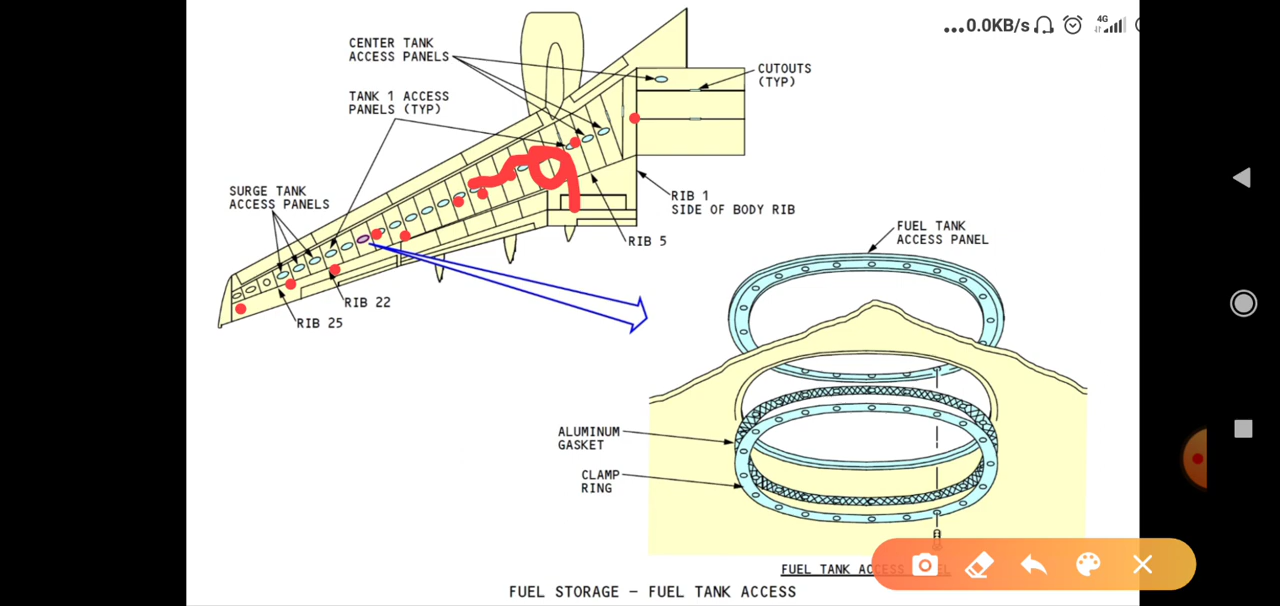 ...0.0KB/s
4G
CENTER TANK
ACCESS PANELS
CUTOUTS
(TYP)
TANK 1 ACCESS
PANELS (TYP)
SURGE TANK
ACCESS PANELS
RIB 1
SIDE OF BODY RIB
RIB 5
RIB 22
RIB 25
FUEL TANK
ACCESS PANEL
ALUMINUM
GASKET
CLAMP
RING
FUEL TANK
FUEL STORAGE - FUEL TANK ACCESS